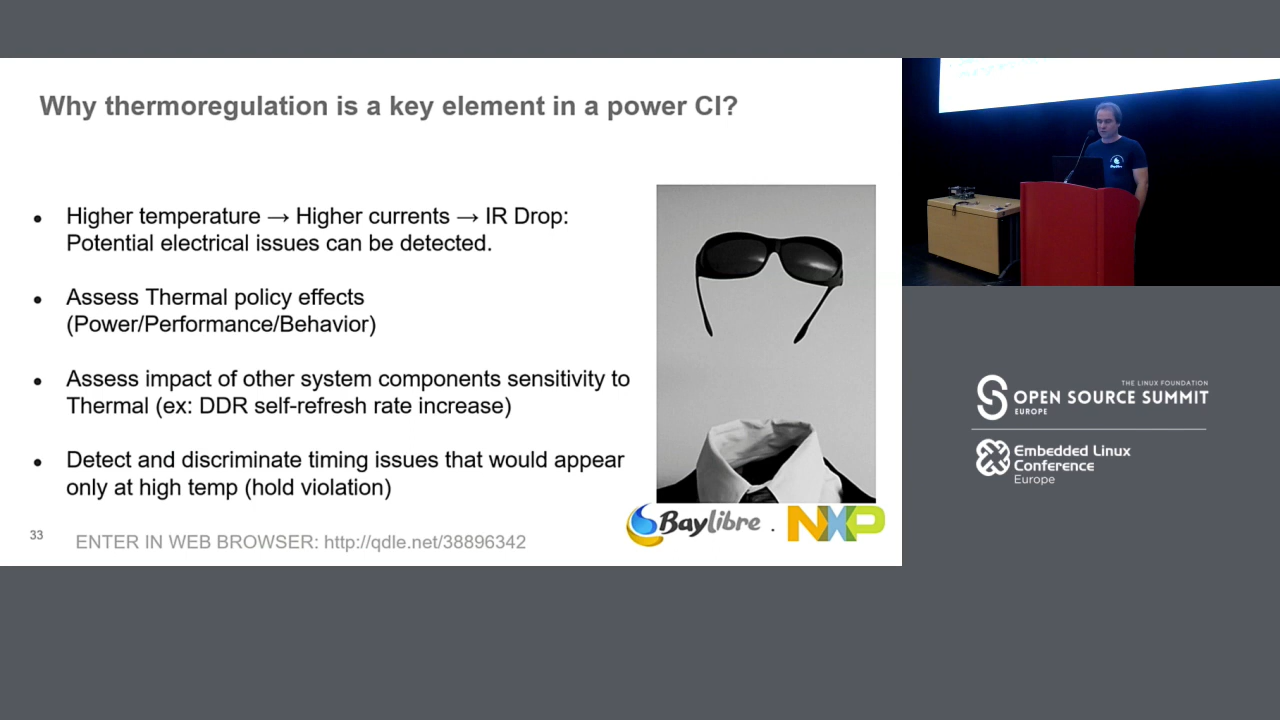 Why thermoregulation is a key element in a power CI?
● Higher temperature → Higher currents → IR Drop:
Potential electrical issues can be detected.
● Assess Thermal policy effects
(Power/Performance/Behavior)
● Assess impact of other system components sensitivity to
Thermal (ex: DDR self-refresh rate increase)
● Detect and discriminate timing issues that would appear
only at high temp (hold violation)
33
ENTER IN WEB BROWSER: http://qdle.net/38896342
Baylibre . NXP
THE LINUX FOUNDATION
OPEN SOURCE SUMMIT
EUROPE
Embedded Linux
Conference
Europe